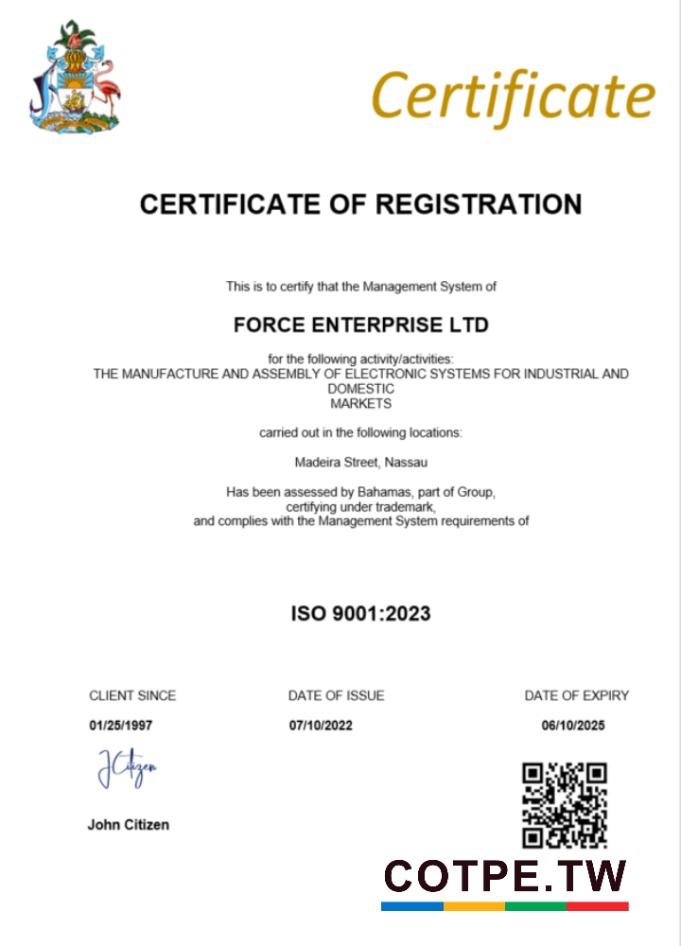 Certificate
CERTIFICATE OF REGISTRATION
This is to certify that the Management System of
FORCE ENTERPRISE LTD
for the following activity/activities:
THE MANUFACTURE AND ASSEMBLY OF ELECTRONIC SYSTEMS FOR INDUSTRIAL AND
DOMESTIC
MARKETS
carried out in the following locations:
Madeira Street, Nassau
Has been assessed by Bahamas, part of Group,
certifying under trademark,
and complies with the Management System requirements of
ISO 9001:2023
CLIENT SINCE DATE OF ISSUE DATE OF EXPIRY
01/25/1997 07/10/2022 06/10/2025
JCitizen
John Citizen
COTPE.TW